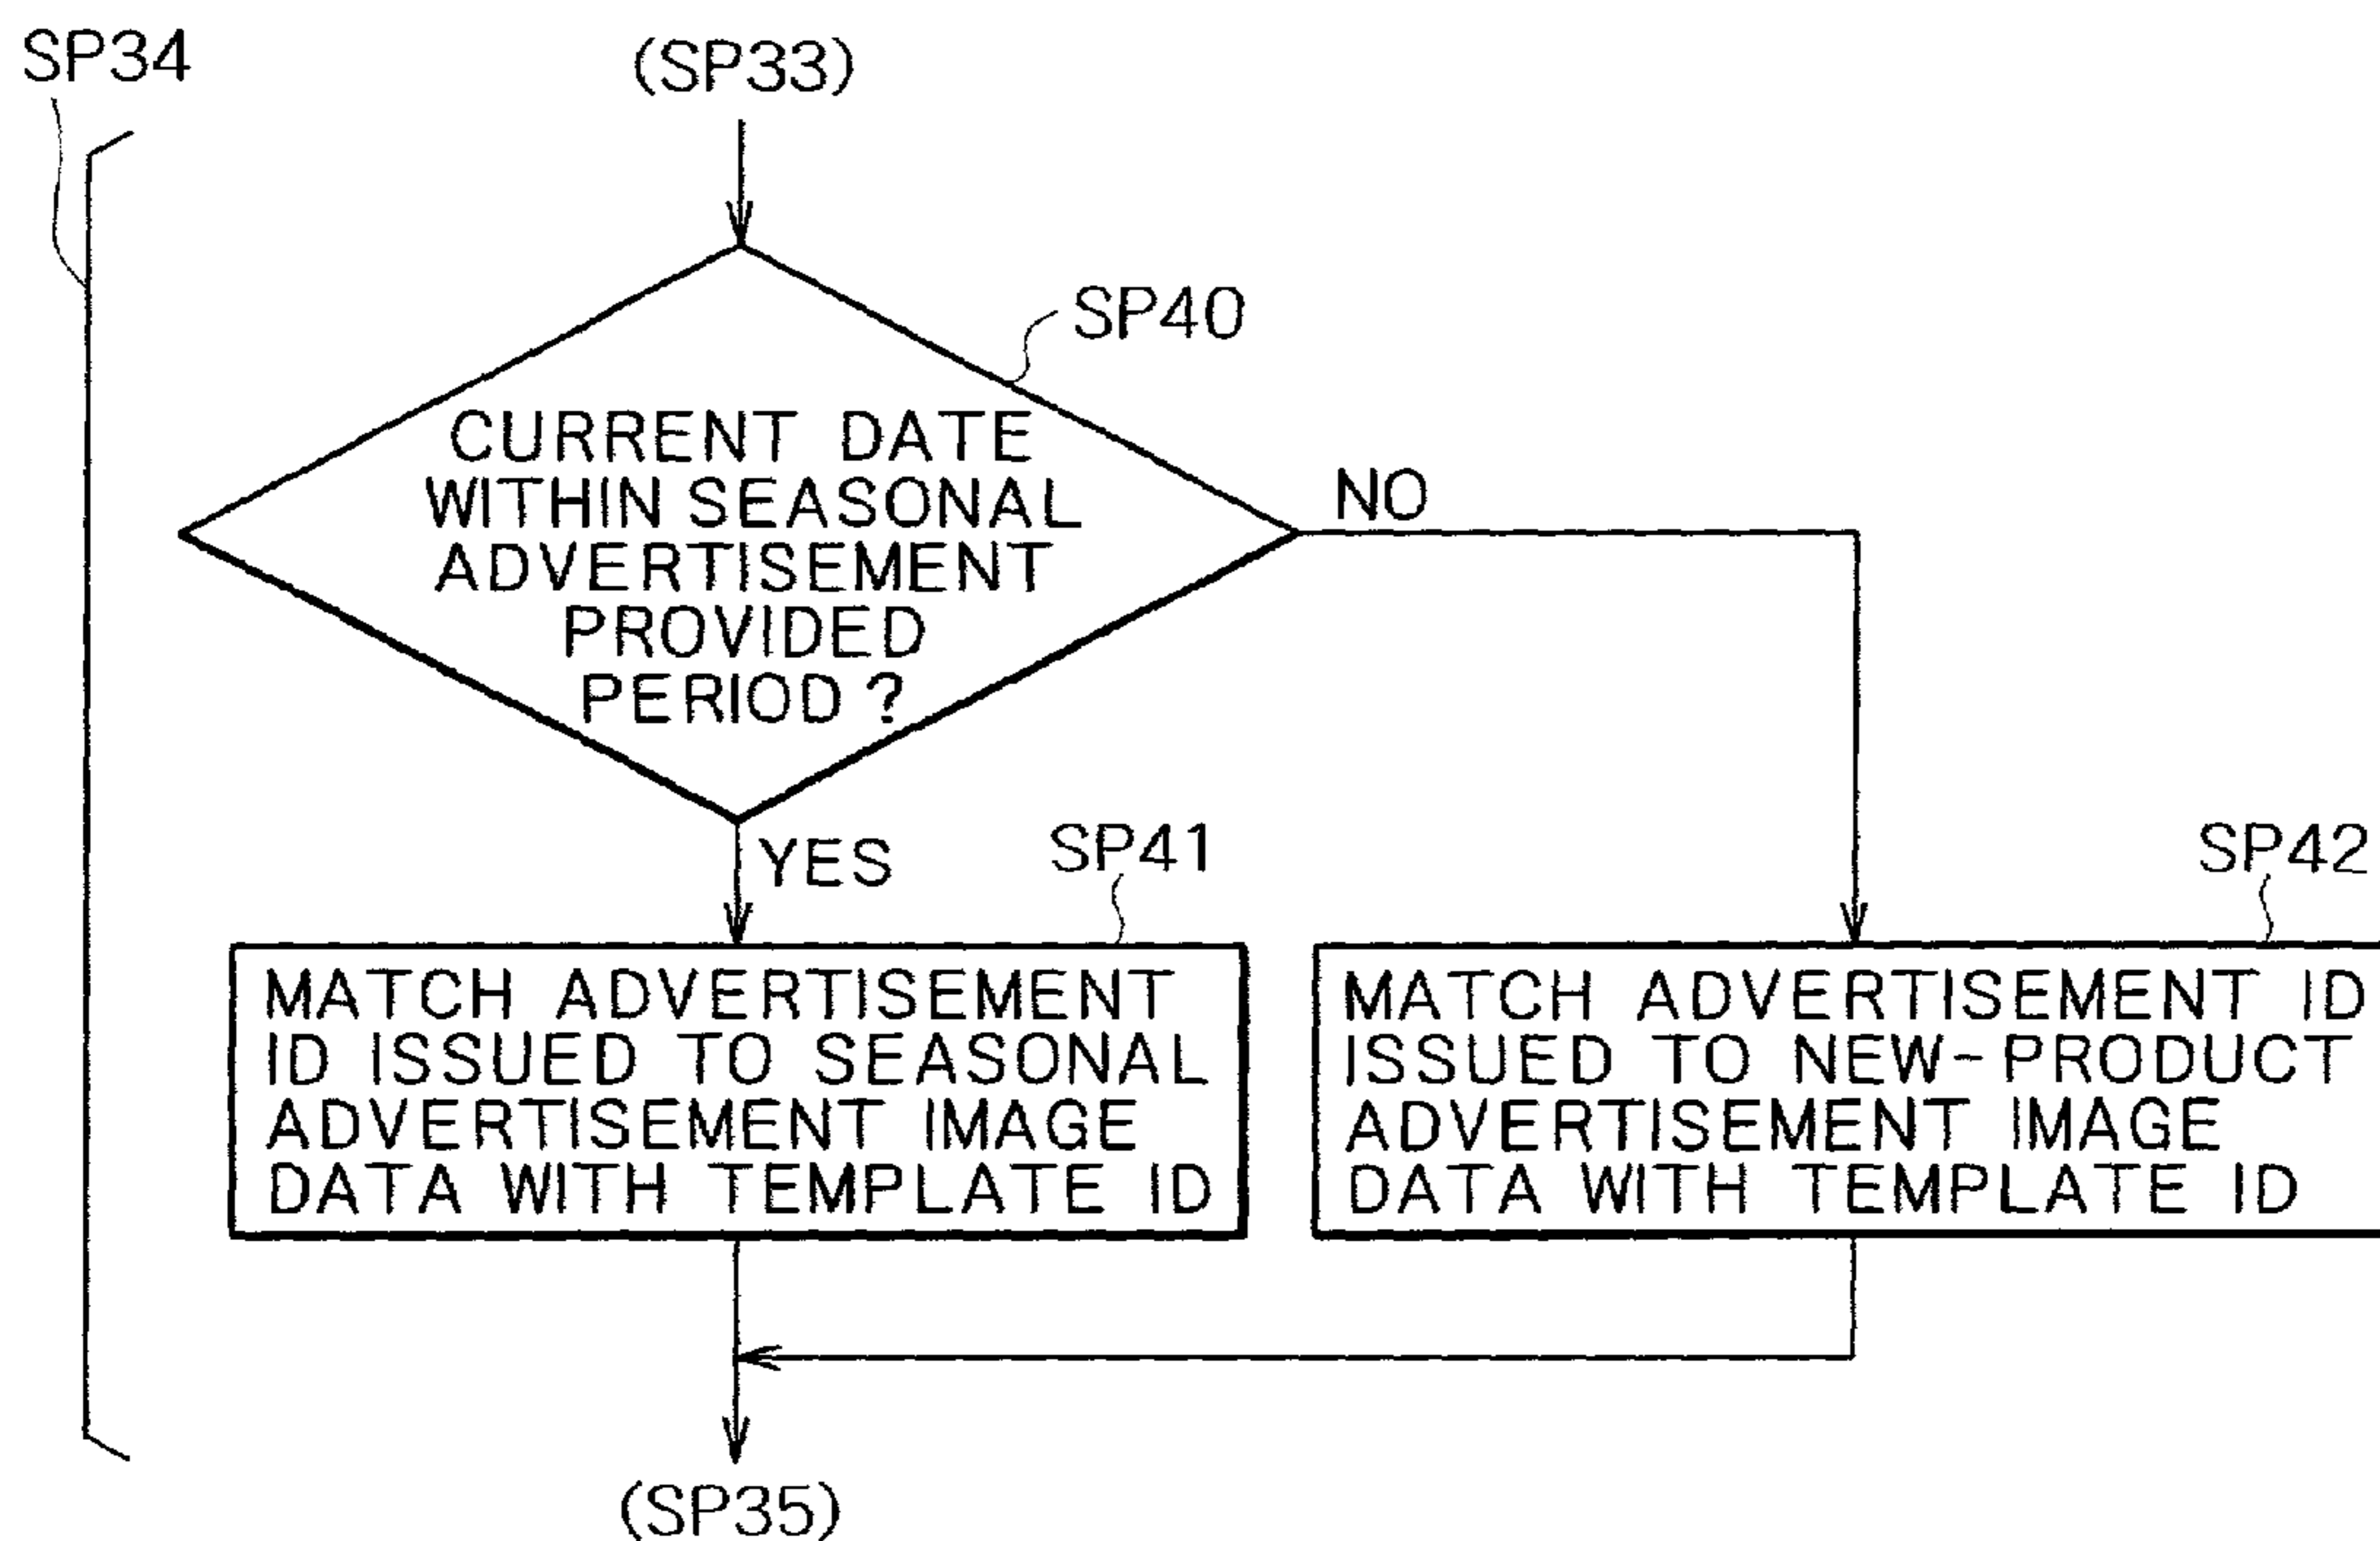 SP34
(SP33)
SP40
CURRENT DATE
WITHIN SEASONAL
ADVERTISEMENT
PROVIDED
PERIOD ?
NO
YES
SP41
MATCH ADVERTISEMENT
ID ISSUED TO SEASONAL
ADVERTISEMENT IMAGE
DATA WITH TEMPLATE ID
SP42
MATCH ADVERTISEMENT ID
ISSUED TO NEW-PRODUCT
ADVERTISEMENT IMAGE
DATA WITH TEMPLATE ID
(SP35)